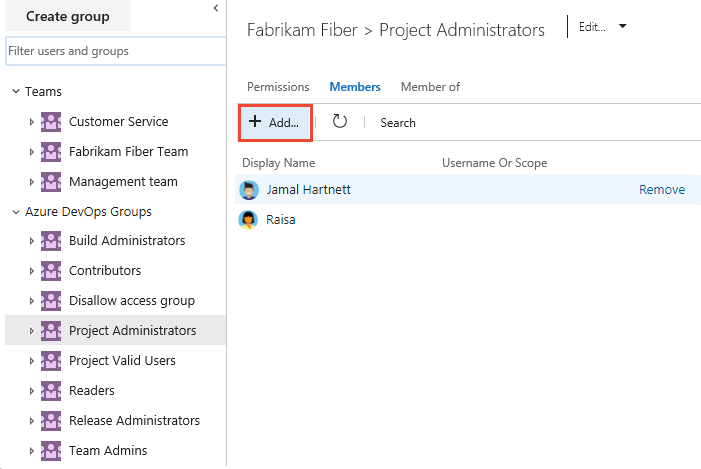 Create group
Filter users and groups
Teams
Customer Service
Fabrikam Fiber Team
Management team
Azure DevOps Groups
Build Administrators
Contributors
Disallow access group
Project Administrators
Project Valid Users
Readers
Release Administrators
Team Admins
Fabrikam Fiber > Project Administrators
Edit...
Permissions Members Member of
+ Add... Search
Display Name Username Or Scope
Jamal Hartnett Remove
Raisa